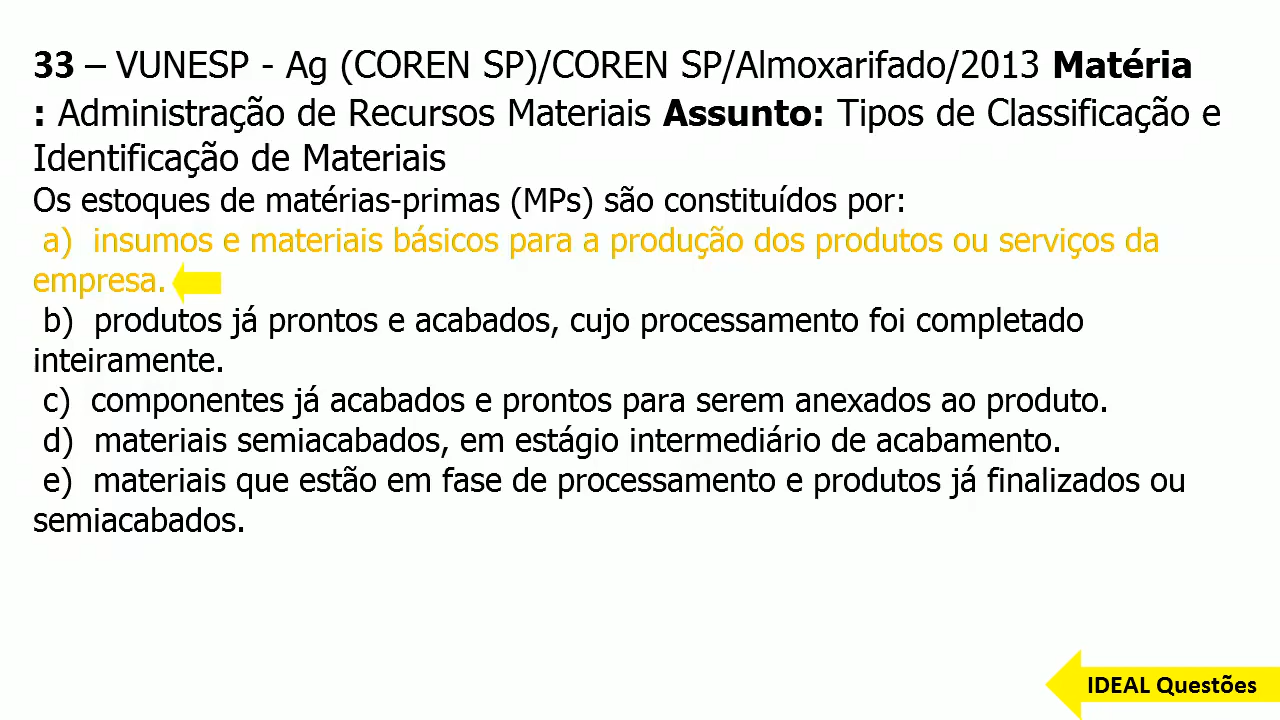 33 – VUNESP - Ag (COREN SP)/COREN SP/Almoxarifado/2013 Matéria
: Administração de Recursos Materiais Assunto: Tipos de Classificação e
Identificação de Materiais
Os estoques de matérias-primas (MPs) são constituídos por:
a) insumos e materiais básicos para a produção dos produtos ou serviços da
empresa.
b) produtos já prontos e acabados, cujo processamento foi completado
inteiramente.
c) componentes já acabados e prontos para serem anexados ao produto.
d) materiais semiacabados, em estágio intermediário de acabamento.
e) materiais que estão em fase de processamento e produtos já finalizados ou
semiacabados.
IDEAL Questões